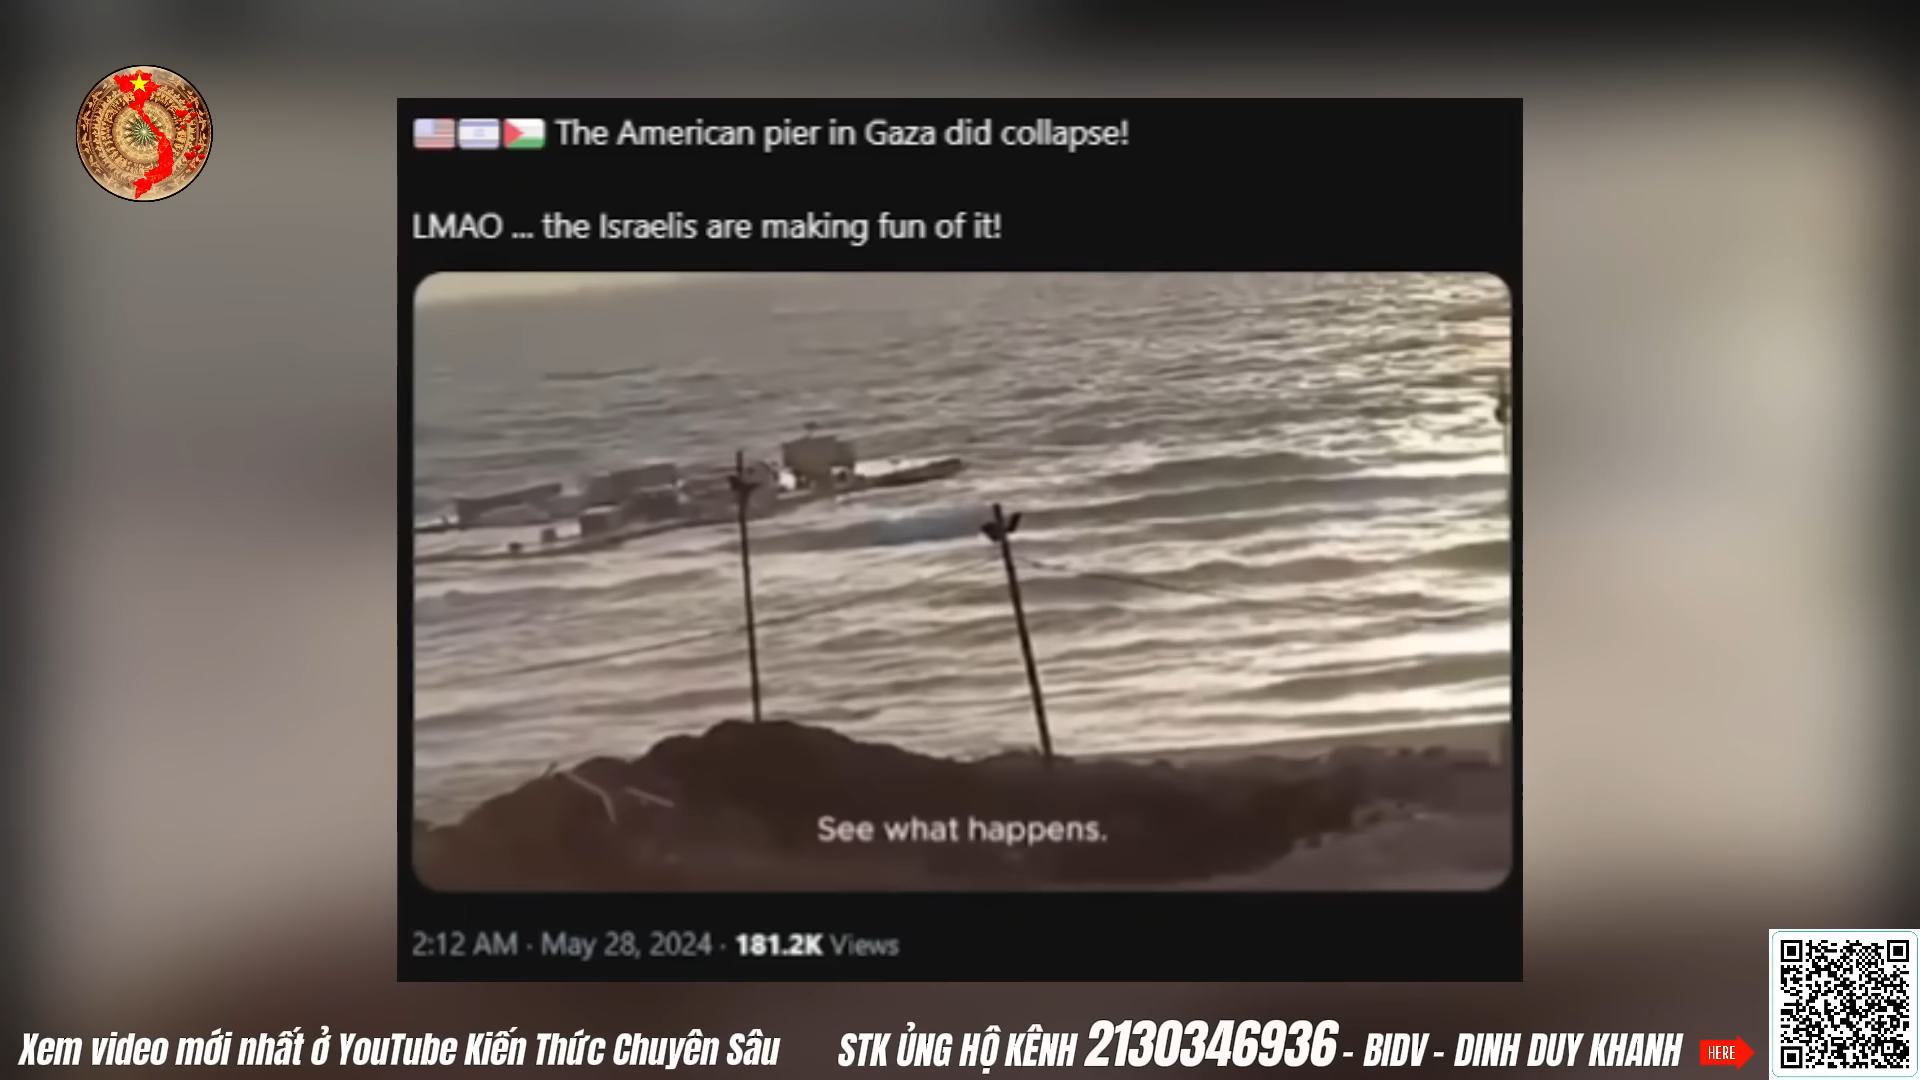 The American pier in Gaza did collapse!
LMAO ... the Israelis are making fun of it!
See what happens.
2:12 AM · May 28, 2024 · 181.2K Views
Xem video mới nhất ở YouTube Kiến Thức Chuyên Sâu
STK ỦNG HỘ KÊNH 2130346936 - BIDV - DINH DUY KHANH
HERE